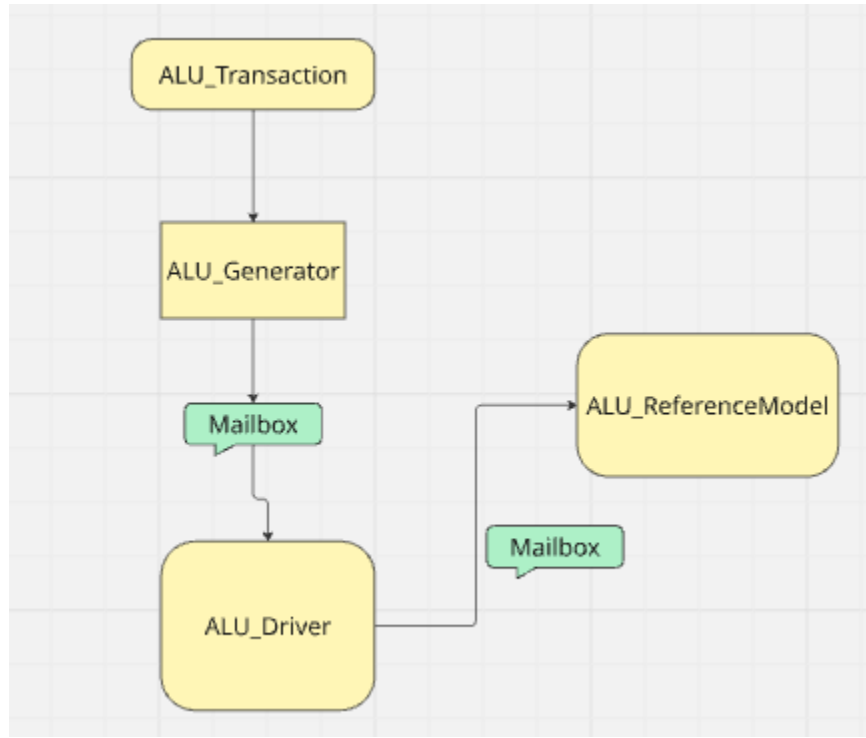 ALU_Transaction
ALU_Generator
Mailbox
ALU_ReferenceModel
Mailbox
ALU_Driver